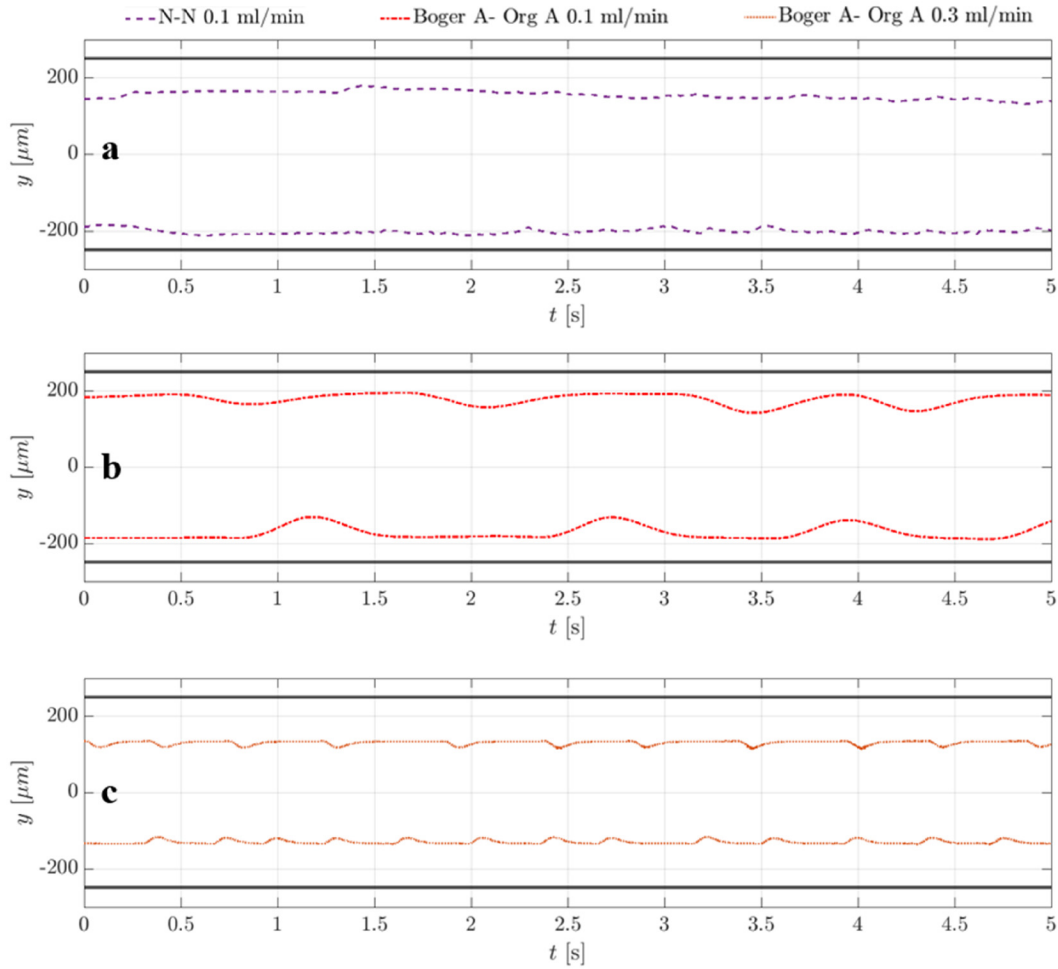 N-N 0.1 ml/min Boger A- Org A 0.1 ml/min Boger A- Org A 0.3 ml/min
200
0
-200
y [μm]
a
0 0.5 1 1.5 2 2.5 3 3.5 4 4.5 5
t [s]
200
0
-200
y [μm]
b
0 0.5 1 1.5 2 2.5 3 3.5 4 4.5 5
t [s]
200
0
-200
y [μm]
c
0 0.5 1 1.5 2 2.5 3 3.5 4 4.5 5
t [s]